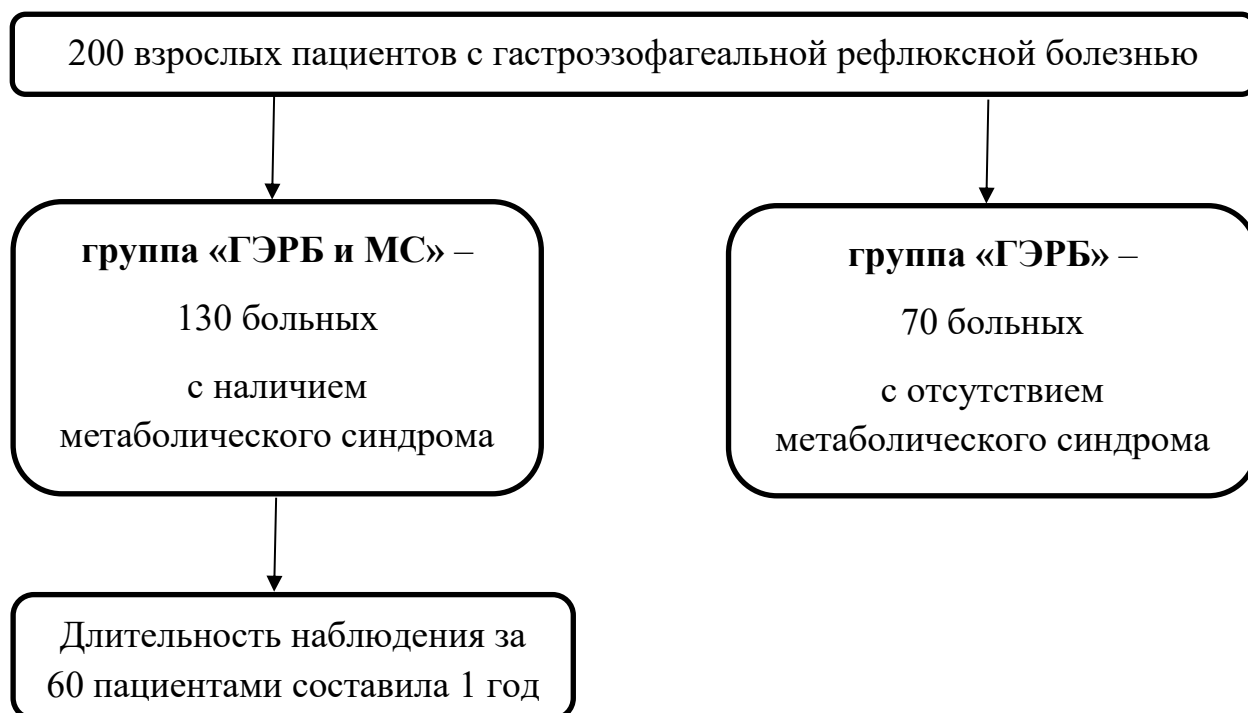 200 взрослых пациентов с гастроэзофагеальной рефлюксной болезнью
группа «ГЭРБ и МС» –
130 больных
с наличием
метаболического синдрома
группа «ГЭРБ» –
70 больных
с отсутствием
метаболического синдрома
Длительность наблюдения за
60 пациентами составила 1 год